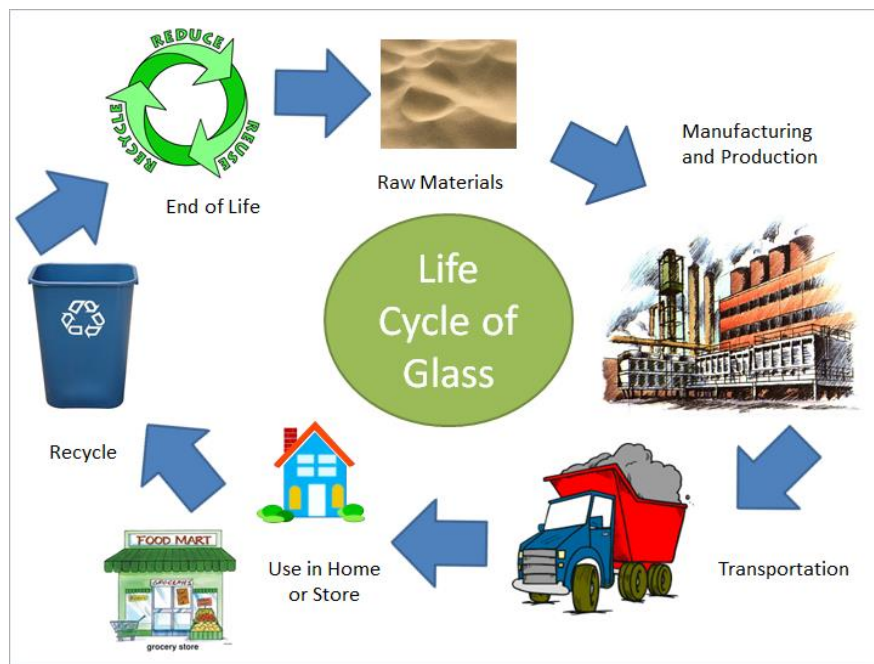 REDUCE
REUSE
RECYCLE
End of Life
Raw Materials
Manufacturing
and Production
Life
Cycle of
Glass
Recycle
FOOD MART
GROCERIES
grocery store
Use in Home
or Store
Transportation